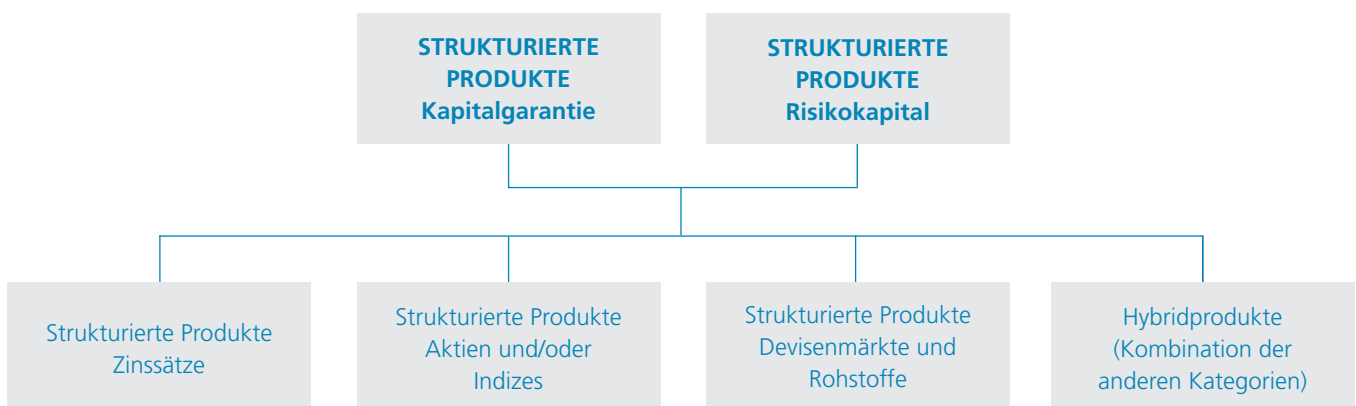 STRUKTURIERTE
PRODUKTE
Kapitalgarantie
STRUKTURIERTE
PRODUKTE
Risikokapital
Strukturierte Produkte
Zinssätze
Strukturierte Produkte
Aktien und/oder
Indizes
Strukturierte Produkte
Devisenmärkte und
Rohstoffe
Hybridprodukte
(Kombination der
anderen Kategorien)